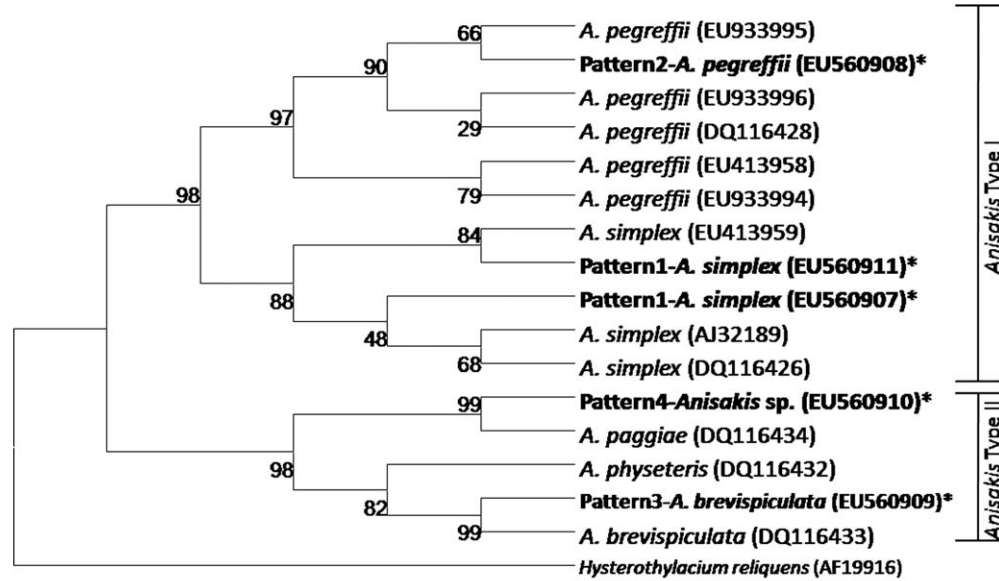 66
A. pegreffii (EU933995)
Pattern2-A. pegreffii (EU560908)*
90
A. pegreffii (EU933996)
29
A. pegreffii (DQ116428)
97
A. pegreffii (EU413958)
79
A. pegreffii (EU933994)
98
84
A. simplex (EU413959)
Pattern1-A. simplex (EU560911)*
88
Pattern1-A. simplex (EU560907)*
48
A. simplex (AJ32189)
68
A. simplex (DQ116426)
Anisakis Type I
99
Pattern4-Anisakis sp. (EU560910)*
A. paggiae (DQ116434)
98
A. physeteris (DQ116432)
82
Pattern3-A. brevispiculata (EU560909)*
99
A. brevispiculata (DQ116433)
Anisakis Type II
Hysterothylacium reliquens (AF19916)